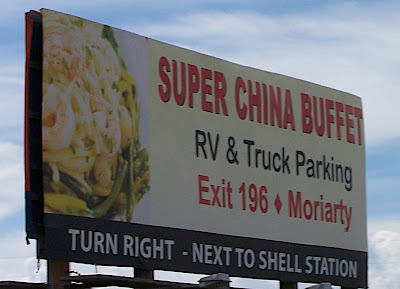 SUPER CHINA BUFFET
RV & Truck Parking
Exit 196 ♦ Moriarty
TURN RIGHT - NEXT TO SHELL STATION